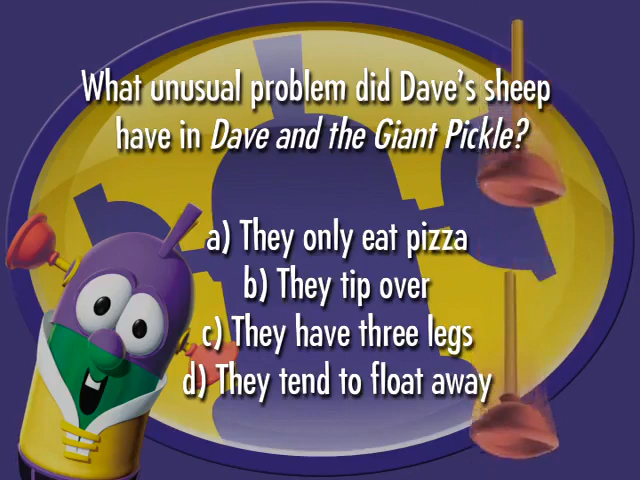 What unusual problem did Dave's sheep
have in Dave and the Giant Pickle?
a) They only eat pizza
b) They tip over
c) They have three legs
d) They tend to float away